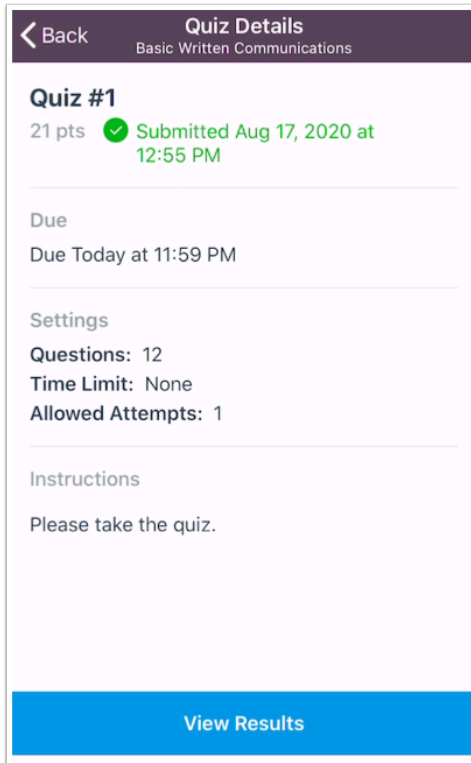 Back
Quiz Details
Basic Written Communications
Quiz #1
21 pts Submitted Aug 17, 2020 at
12:55 PM
Due
Due Today at 11:59 PM
Settings
Questions: 12
Time Limit: None
Allowed Attempts: 1
Instructions
Please take the quiz.
View Results